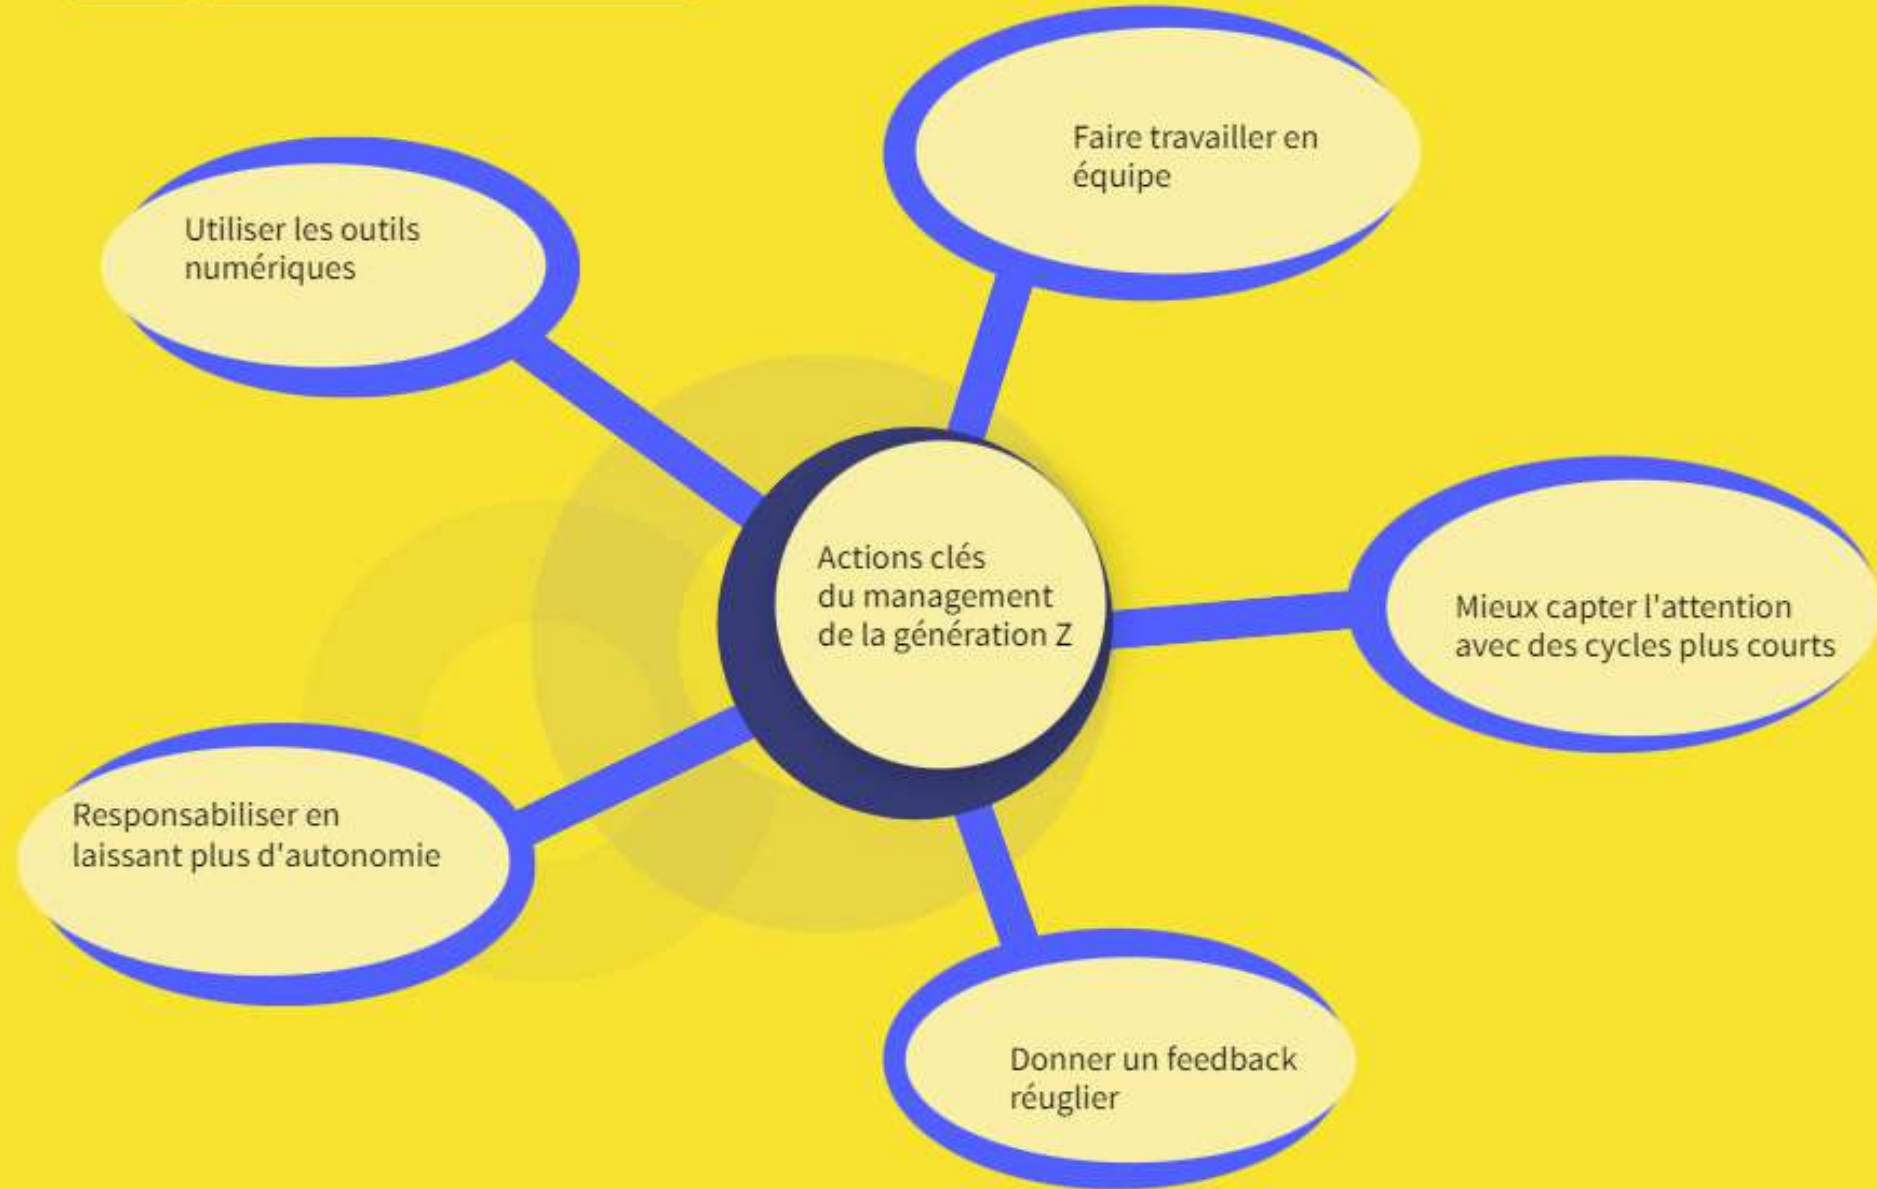 Faire travailler en
équipe
Utiliser les outils
numériques
Actions clés
du management
de la génération Z
Mieux capter l'attention
avec des cycles plus courts
Responsabiliser en
laissant plus d'autonomie
Donner un feedback
réuglier